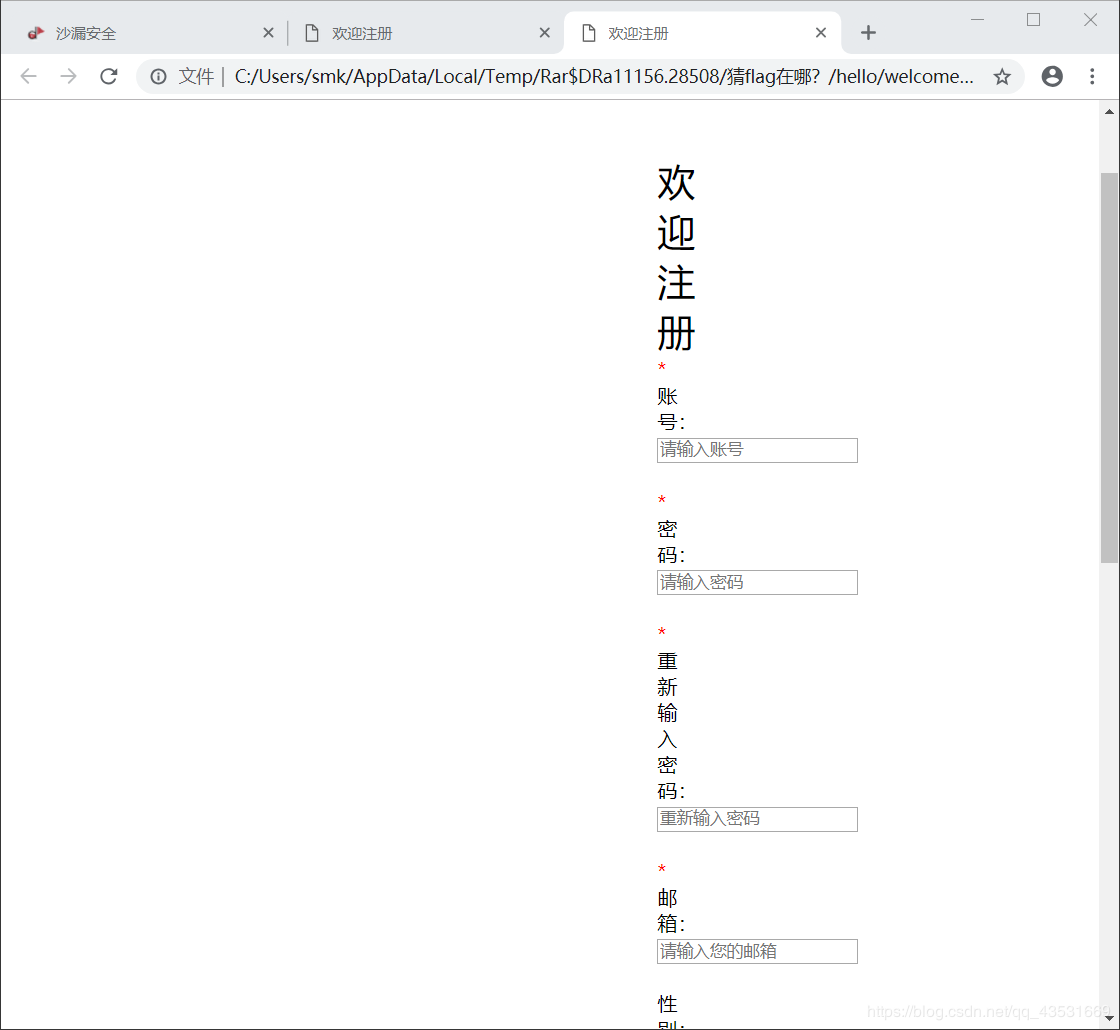 沙漏安全
欢迎注册
欢迎注册
文件 | C:/Users/smk/AppData/Local/Temp/Rar$DRa11156.28508/猜flag在哪？/hello/welcome...
欢
迎
注
册
*
账
号：
请输入账号
*
密
码：
请输入密码
*
重
新
输
入
密
码：
重新输入密码
*
邮
箱：
请输入您的邮箱
性
别：
https://blog.csdn.net/qq_43531669